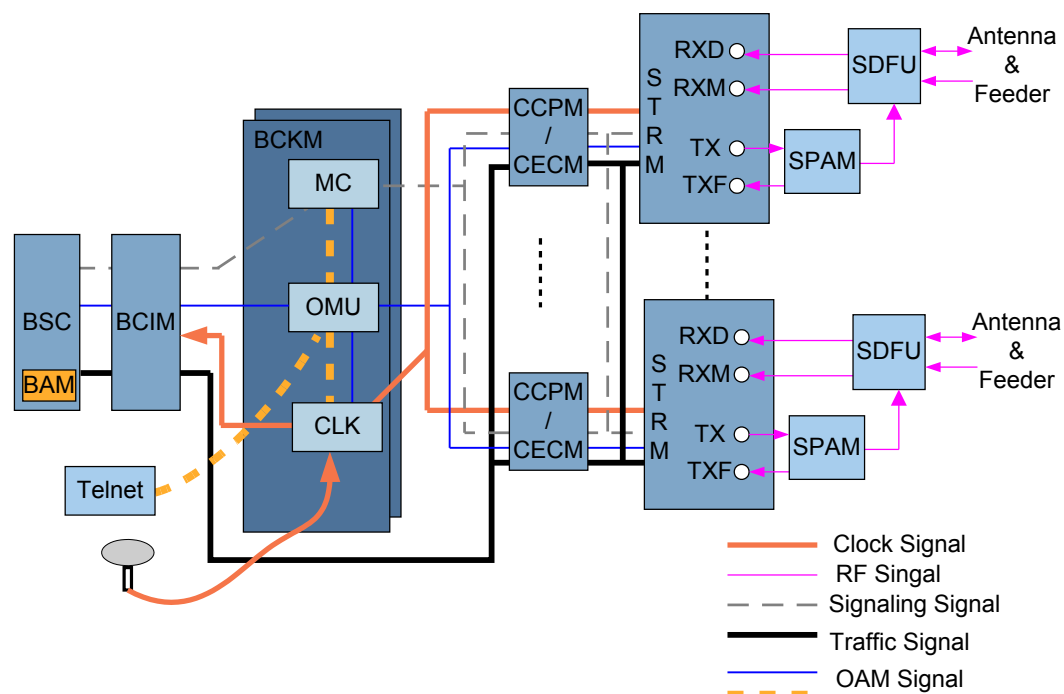 BSC
BAM
BCIM
BCKM
MC
OMU
CLK
Telnet
CCPM
/
CECM
CCPM
/
CECM
S
T
R
M
RXD
RXM
TX
TXF
SDFU
SPAM
Antenna
&
Feeder
S
T
R
M
RXD
RXM
TX
TXF
SDFU
SPAM
Antenna
&
Feeder
Clock Signal
RF Singal
Signaling Signal
Traffic Signal
OAM Signal